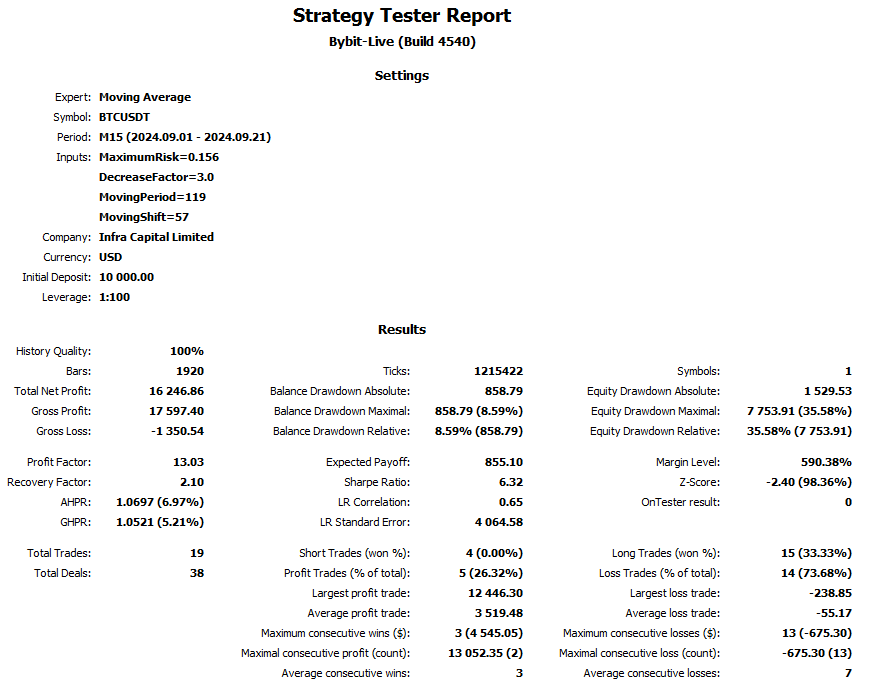 Strategy Tester Report
Bybit-Live (Build 4540)
Settings
Expert: Moving Average
Symbol: BTCUSDT
Period: M15 (2024.09.01 - 2024.09.21)
Inputs: MaximumRisk=0.156
DecreaseFactor=3.0
MovingPeriod=119
MovingShift=57
Company: Infra Capital Limited
Currency: USD
Initial Deposit: 10 000.00
Leverage: 1:100
Results
History Quality: 100%
Bars: 1920 Ticks: 1215422 Symbols: 1
Total Net Profit: 16 246.86 Balance Drawdown Absolute: 858.79 Equity Drawdown Absolute: 1 529.53
Gross Profit: 17 597.40 Balance Drawdown Maximal: 858.79 (8.59%) Equity Drawdown Maximal: 7 753.91 (35.58%)
Gross Loss: -1 350.54 Balance Drawdown Relative: 8.59% (858.79) Equity Drawdown Relative: 35.58% (7 753.91)
Profit Factor: 13.03 Expected Payoff: 855.10 Margin Level: 590.38%
Recovery Factor: 2.10 Sharpe Ratio: 6.32 Z-Score: -2.40 (98.36%)
AHPR: 1.0697 (6.97%) LR Correlation: 0.65 OnTester result: 0
GHPR: 1.0521 (5.21%) LR Standard Error: 4 064.58
Total Trades: 19 Short Trades (won %): 4 (0.00%) Long Trades (won %): 15 (33.33%)
Total Deals: 38 Profit Trades (% of total): 5 (26.32%) Loss Trades (% of total): 14 (73.68%)
Largest profit trade: 12 446.30 Largest loss trade: -238.85
Average profit trade: 3 519.48 Average loss trade: -55.17
Maximum consecutive wins ($): 3 (4 545.05) Maximum consecutive losses ($): 13 (-675.30)
Maximal consecutive profit (count): 13 052.35 (2) Maximal consecutive loss (count): -675.30 (13)
Average consecutive wins: 3 Average consecutive losses: 7